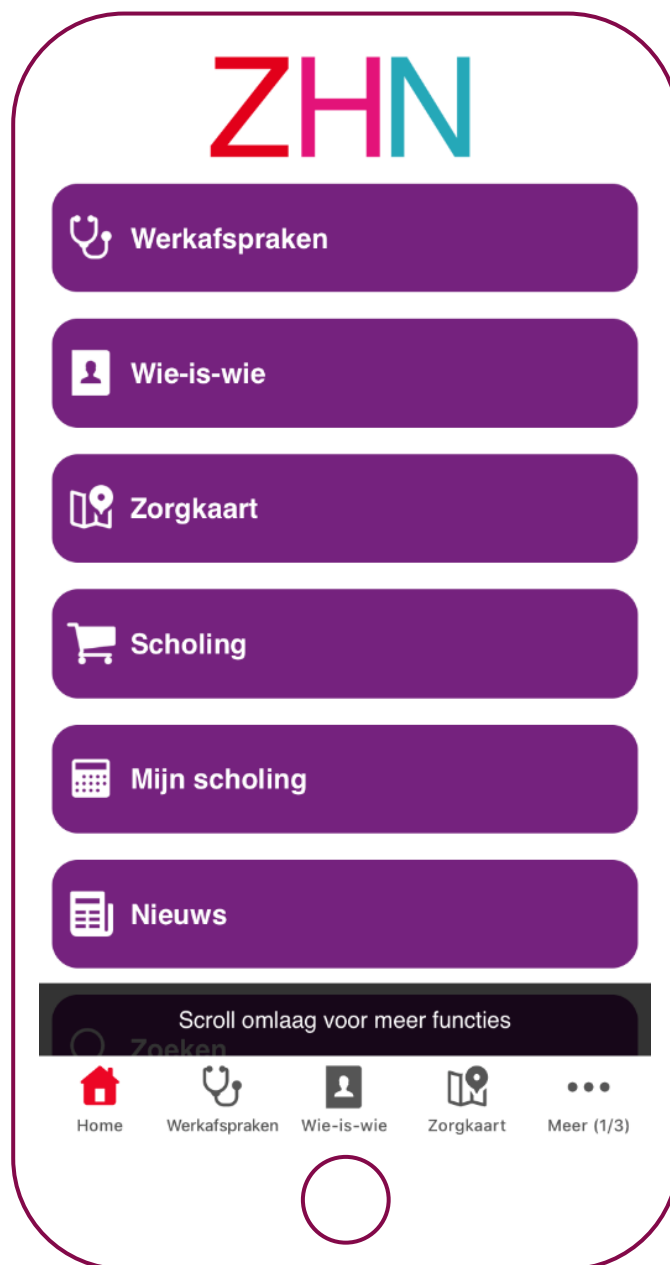 ZHN
Werkafspraken
Wie-is-wie
Zorgkaart
Scholing
Mijn scholing
Nieuws
Scroll omlaag voor meer functies
Zoeken
Home Werkafspraken Wie-is-wie Zorgkaart Meer (1/3)